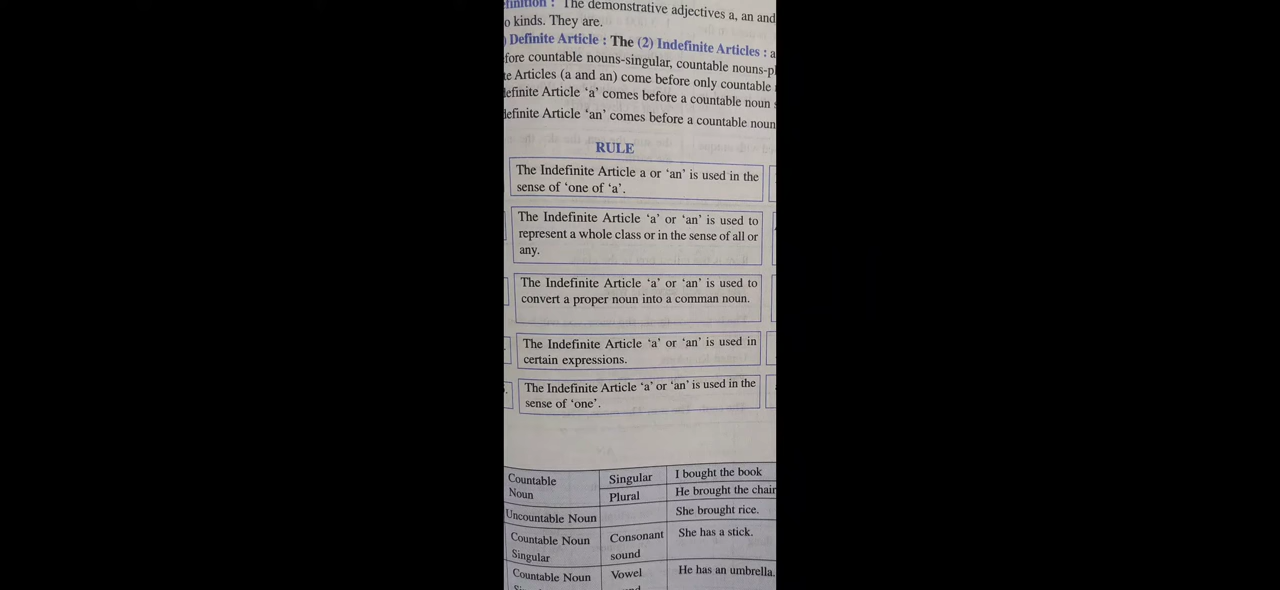 finition : The demonstrative adjectives a, an and
o kinds. They are.
) Definite Article : The (2) Indefinite Articles : a
fore countable nouns-singular, countable nouns-pl
te Articles (a and an) come before only countable
definite Article ‘a’ comes before a countable noun s
definite Article ‘an’ comes before a countable noun
RULE
The Indefinite Article a or ‘an’ is used in the
sense of ‘one of ‘a’.
The Indefinite Article ‘a’ or ‘an’ is used to
represent a whole class or in the sense of all or
any.
The Indefinite Article ‘a’ or ‘an’ is used to
convert a proper noun into a comman noun.
The Indefinite Article ‘a’ or ‘an’ is used in
certain expressions.
The Indefinite Article ‘a’ or ‘an’ is used in the
sense of ‘one’.
Countable Singular I bought the book
Noun Plural He brought the chair
Uncountable Noun She brought rice.
Countable Noun Consonant She has a stick.
Singular sound
Countable Noun Vowel He has an umbrella.